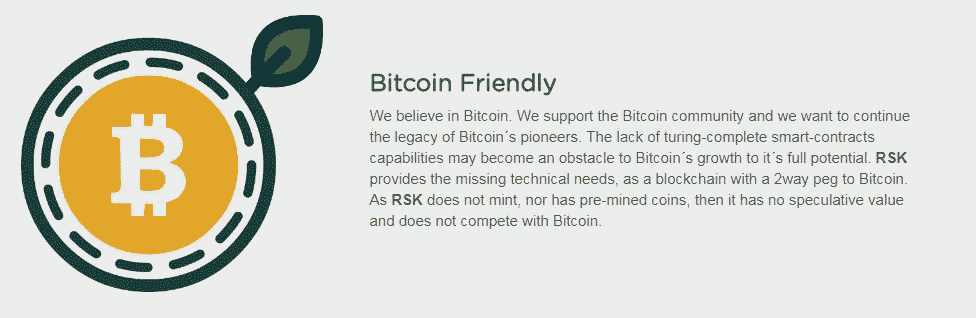 Bitcoin Friendly
We believe in Bitcoin. We support the Bitcoin community and we want to continue
the legacy of Bitcoin´s pioneers. The lack of turing-complete smart-contracts
capabilities may become an obstacle to Bitcoin´s growth to it´s full potential. RSK
provides the missing technical needs, as a blockchain with a 2way peg to Bitcoin.
As RSK does not mint, nor has pre-mined coins, then it has no speculative value
and does not compete with Bitcoin.